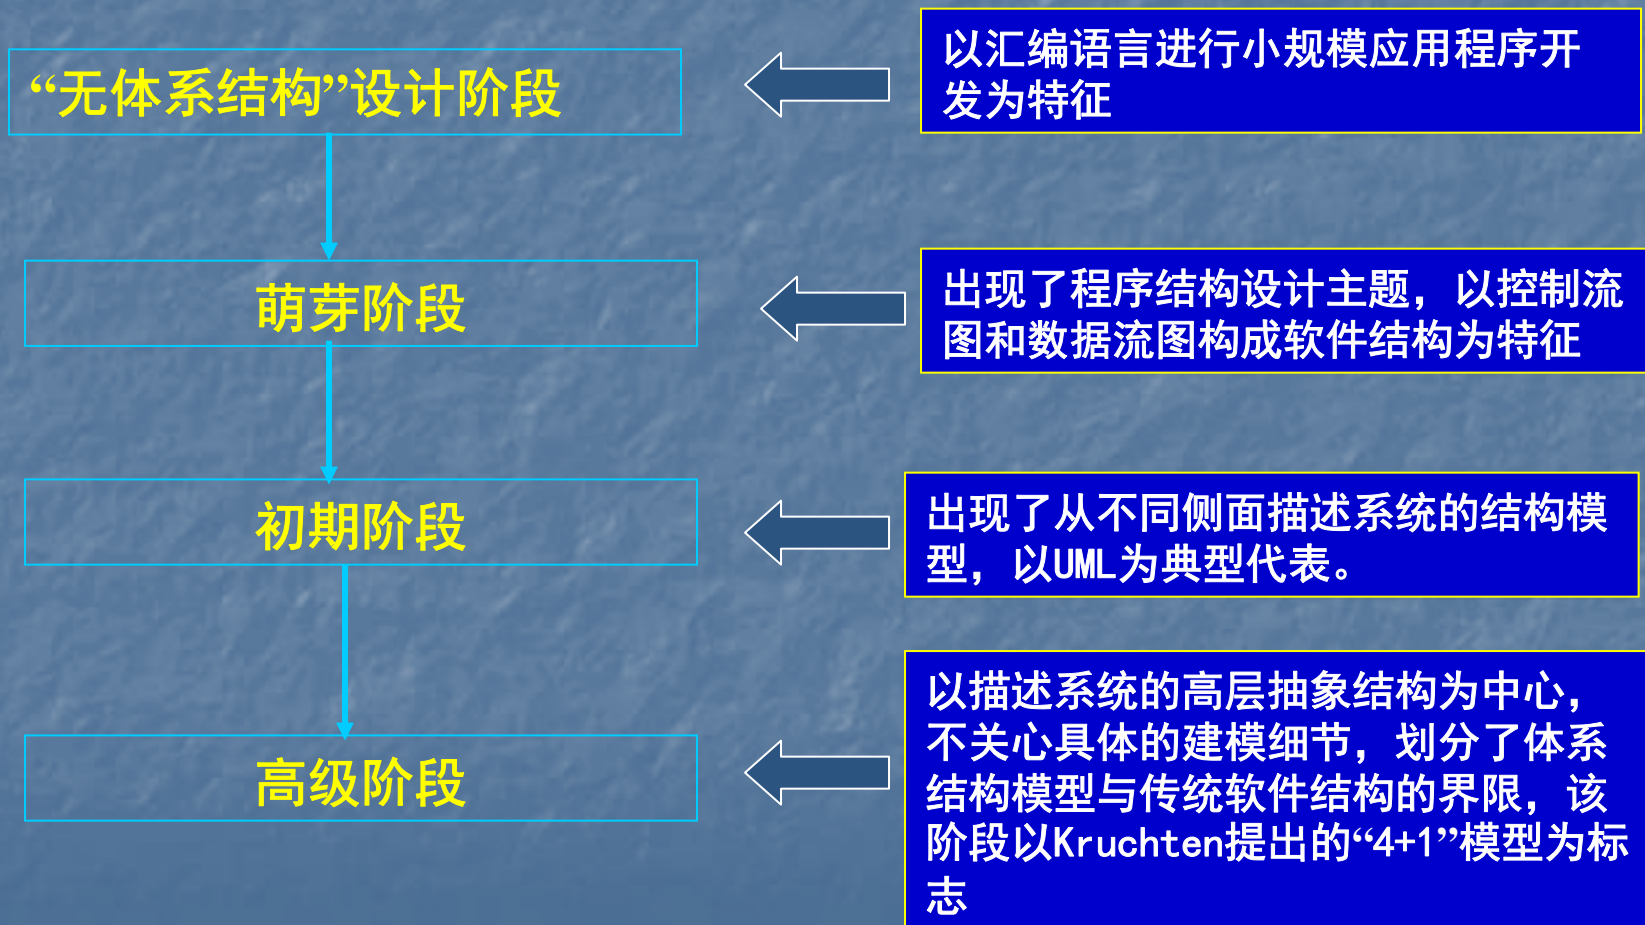 “无体系结构”设计阶段
以汇编语言进行小规模应用程序开
发为特征
萌芽阶段
出现了程序结构设计主题，以控制流
图和数据流图构成软件结构为特征
初期阶段
出现了从不同侧面描述系统的结构模
型，以UML为典型代表。
高级阶段
以描述系统的高层抽象结构为中心，
不关心具体的建模细节，划分了体系
结构模型与传统软件结构的界限，该
阶段以Kruchten提出的“4+1”模型为标
志